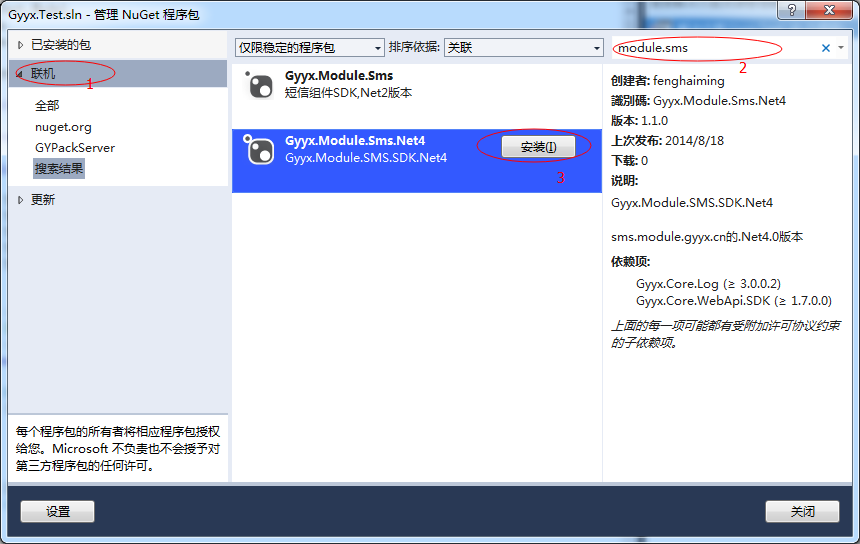 Gyyx.Test.sln - 管理 NuGet 程序包
已安装的包
联机
1
全部
nuget.org
GYPackServer
搜索结果
更新
每个程序包的所有者将相应程序包授权
给您。Microsoft 不负责也不会授予对
第三方程序包的任何许可。
仅限稳定的程序包
排序依据:
关联
Gyyx.Module.Sms
短信组件SDK,Net2版本
Gyyx.Module.Sms.Net4
Gyyx.Module.SMS.SDK.Net4
安装(I)
3
module.sms
2
创建者: fenghaiming
識別碼: Gyyx.Module.Sms.Net4
版本: 1.1.0
上次发布: 2014/8/18
下载: 0
说明:
Gyyx.Module.SMS.SDK.Net4
sms.module.gyyx.cn的.Net4.0版本
依赖项:
Gyyx.Core.Log (≥ 3.0.0.2)
Gyyx.Core.WebApi.SDK (≥ 1.7.0.0)
上面的每一项可能都有受附加许可协议约束
的子依赖项。
设置
关闭